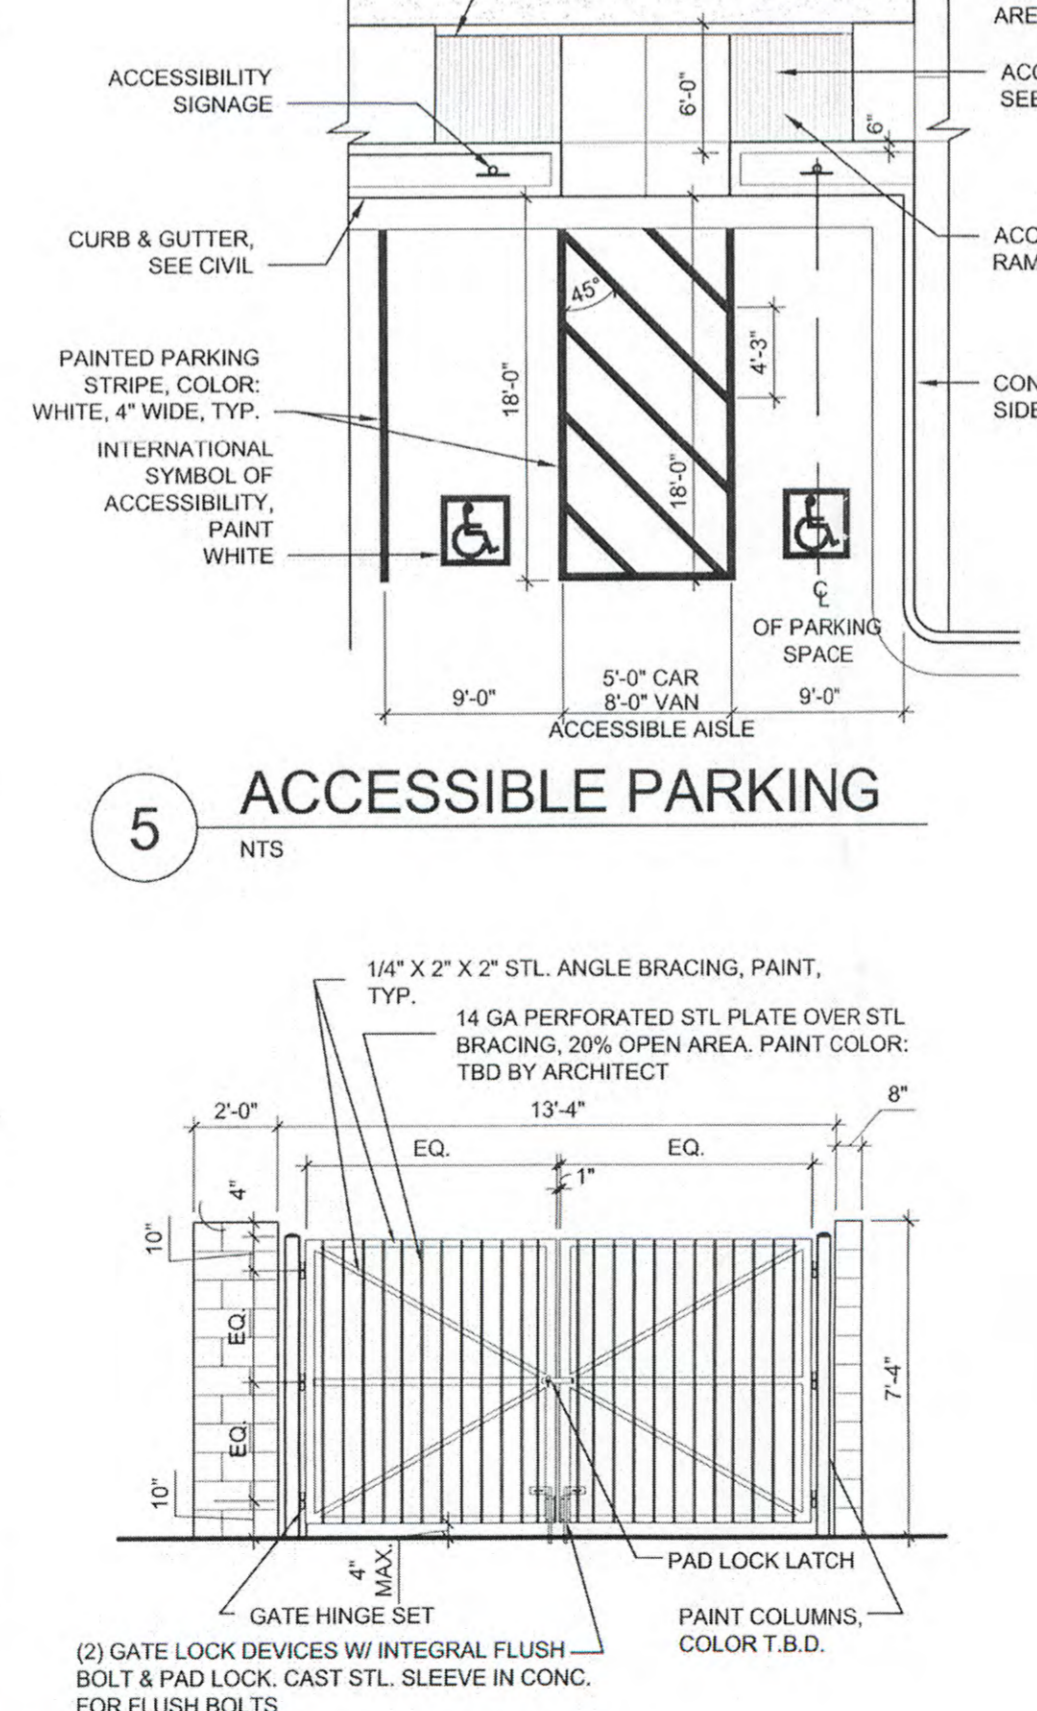 ARE
ACCESSIBILITY
SIGNAGE
6'-0"
6"
ACC
SEE
CURB & GUTTER,
SEE CIVIL
ACC
RAM
45°
4'-3"
18'-0"
18'-0"
PAINTED PARKING
STRIPE, COLOR:
WHITE, 4" WIDE, TYP.
CON
SIDE
INTERNATIONAL
SYMBOL OF
ACCESSIBILITY,
PAINT
WHITE
℄
OF PARKING
SPACE
9'-0"
5'-0" CAR
8'-0" VAN
9'-0"
ACCESSIBLE AISLE
5
ACCESSIBLE PARKING
NTS
1/4" X 2" X 2" STL. ANGLE BRACING, PAINT,
TYP.
14 GA PERFORATED STL PLATE OVER STL
BRACING, 20% OPEN AREA. PAINT COLOR:
TBD BY ARCHITECT
2'-0"
13'-4"
8"
EQ.
EQ.
1"
4"
10"
EQ.
EQ.
10"
7'-4"
4"
MAX.
PAD LOCK LATCH
GATE HINGE SET
PAINT COLUMNS,
COLOR T.B.D.
(2) GATE LOCK DEVICES W/ INTEGRAL FLUSH
BOLT & PAD LOCK. CAST STL. SLEEVE IN CONC.
FOR FLUSH BOLTS